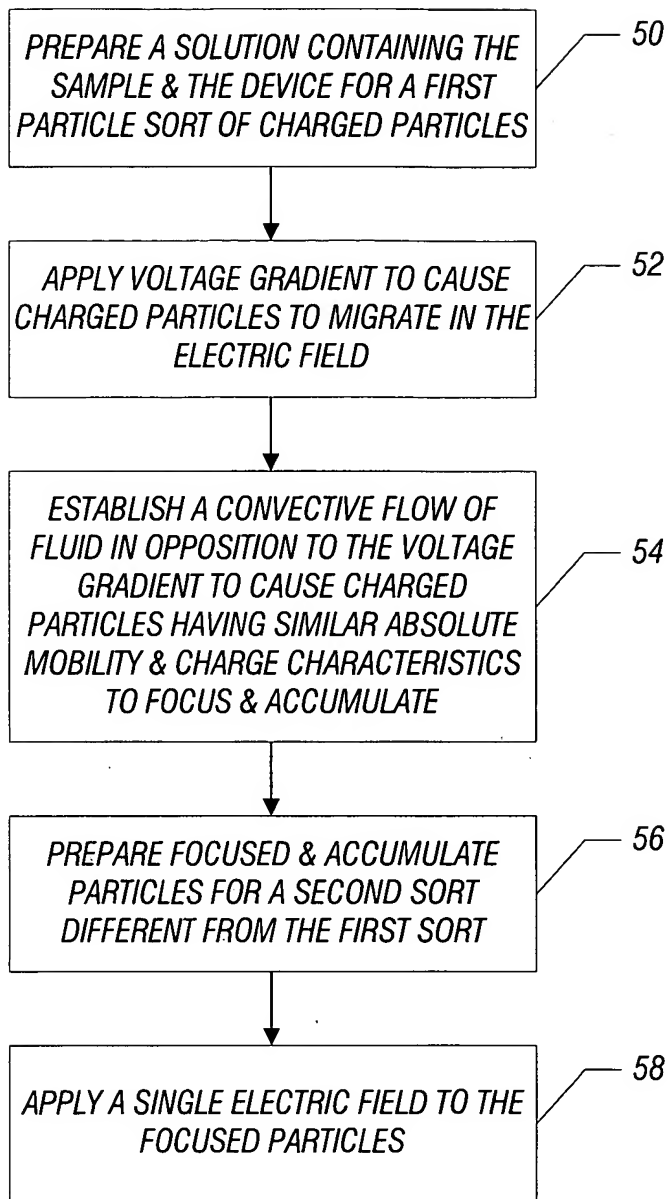 PREPARE A SOLUTION CONTAINING THE
SAMPLE & THE DEVICE FOR A FIRST
PARTICLE SORT OF CHARGED PARTICLES
50
APPLY VOLTAGE GRADIENT TO CAUSE
CHARGED PARTICLES TO MIGRATE IN THE
ELECTRIC FIELD
52
ESTABLISH A CONVECTIVE FLOW OF
FLUID IN OPPOSITION TO THE VOLTAGE
GRADIENT TO CAUSE CHARGED
PARTICLES HAVING SIMILAR ABSOLUTE
MOBILITY & CHARGE CHARACTERISTICS
TO FOCUS & ACCUMULATE
54
PREPARE FOCUSED & ACCUMULATE
PARTICLES FOR A SECOND SORT
DIFFERENT FROM THE FIRST SORT
56
APPLY A SINGLE ELECTRIC FIELD TO THE
FOCUSED PARTICLES
58